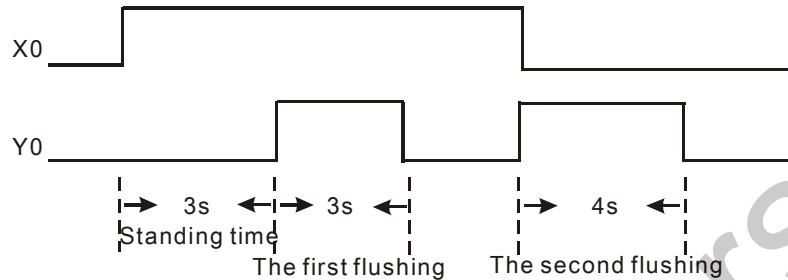 X0
Y0
3s 3s 4s
Standing time
The first flushing The second flushing